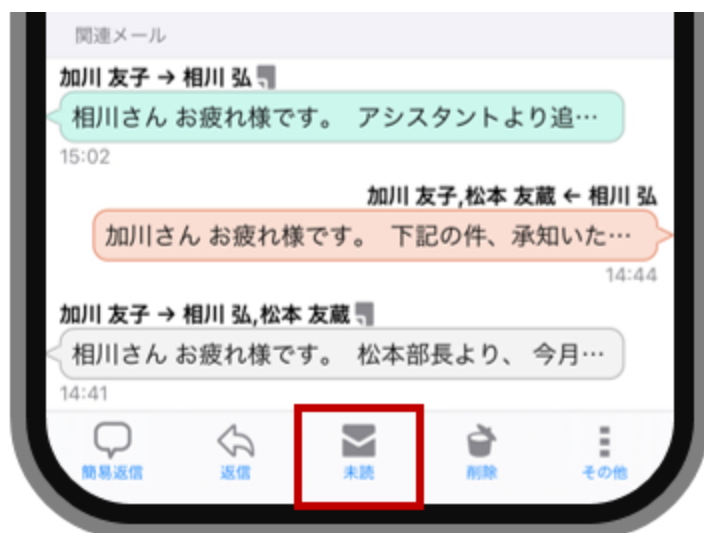 関連メール
加川 友子 → 相川 弘
相川さん お疲れ様です。 アシスタントより追…
15:02
加川 友子,松本 友蔵 ← 相川 弘
加川さん お疲れ様です。 下記の件、承知いた…
14:44
加川 友子 → 相川 弘,松本 友蔵
相川さん お疲れ様です。 松本部長より、 今月…
14:41
簡易返信 返信 未読 削除 その他